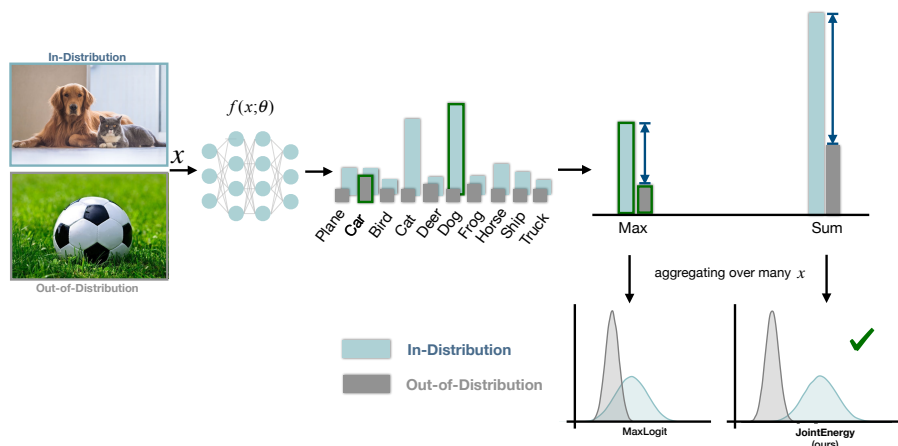 In-Distribution
Out-of-Distribution
x
f(x;θ)
Plane
Car
Bird
Cat
Deer
Dog
Frog
Horse
Ship
Truck
Max
Sum
aggregating over many x
In-Distribution
Out-of-Distribution
MaxLogit
JointEnergy
(ours)